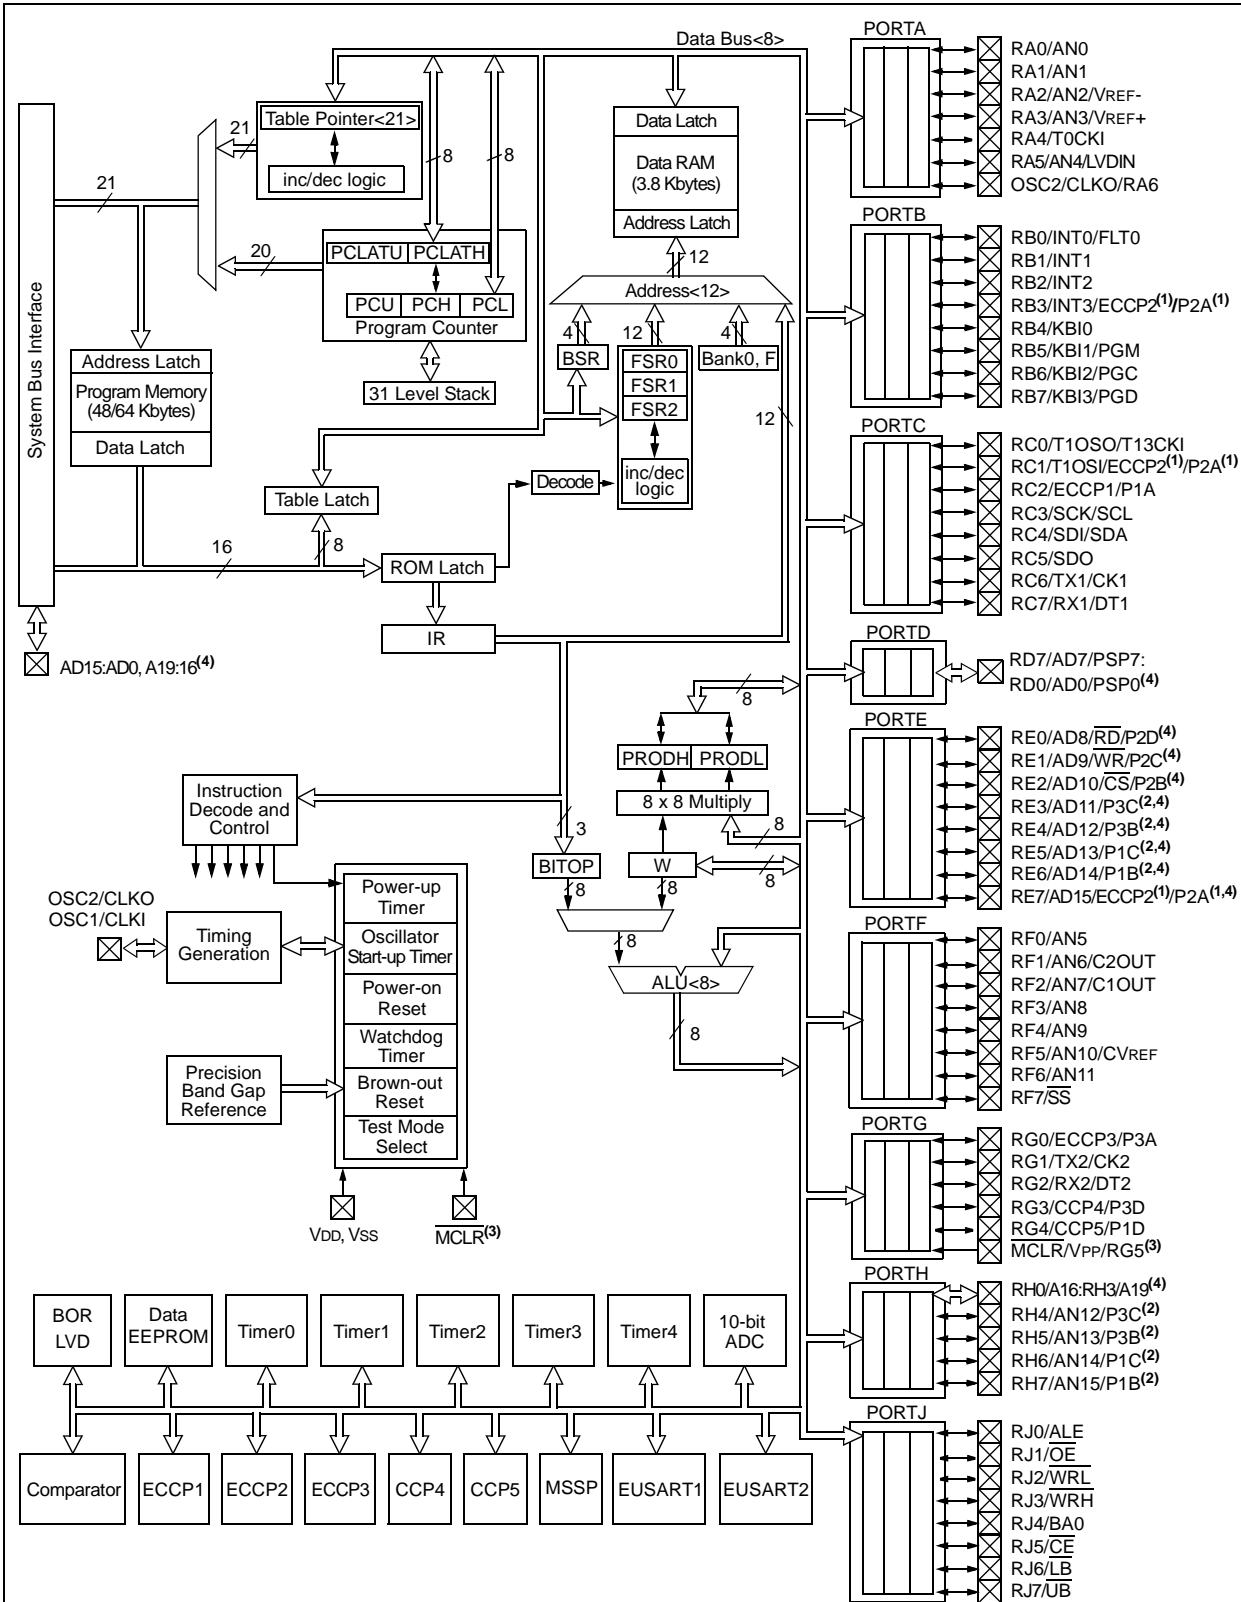 Data Bus<8>
System Bus Interface
21
21
20
Table Pointer<21>
inc/dec logic
8
8
PCLATU PCLATH
PCU PCH PCL
Program Counter
31 Level Stack
Address Latch
Program Memory
(48/64 Kbytes)
Data Latch
Data Latch
Data RAM
(3.8 Kbytes)
Address Latch
12
Address<12>
4
12
4
BSR
FSR0
FSR1
FSR2
inc/dec
logic
Bank0, F
12
Table Latch
8
16
Decode
ROM Latch
IR
AD15:AD0, A19:16(4)
8
PRODH PRODL
8 x 8 Multiply
8
3
BITOP
W
8
8
8
8
ALU<8>
8
Instruction
Decode and
Control
OSC2/CLKO
OSC1/CLKI
Timing
Generation
Precision
Band Gap
Reference
Power-up
Timer
Oscillator
Start-up Timer
Power-on
Reset
Watchdog
Timer
Brown-out
Reset
Test Mode
Select
VDD, VSS
MCLR(3)
BOR
LVD
Data
EEPROM
Timer0
Timer1
Timer2
Timer3
Timer4
10-bit
ADC
Comparator
ECCP1
ECCP2
ECCP3
CCP4
CCP5
MSSP
EUSART1
EUSART2
PORTA
RA0/AN0
RA1/AN1
RA2/AN2/VREF-
RA3/AN3/VREF+
RA4/T0CKI
RA5/AN4/LVDIN
OSC2/CLKO/RA6
PORTB
RB0/INT0/FLT0
RB1/INT1
RB2/INT2
RB3/INT3/ECCP2(1)/P2A(1)
RB4/KBI0
RB5/KBI1/PGM
RB6/KBI2/PGC
RB7/KBI3/PGD
PORTC
RC0/T1OSO/T13CKI
RC1/T1OSI/ECCP2(1)/P2A(1)
RC2/ECCP1/P1A
RC3/SCK/SCL
RC4/SDI/SDA
RC5/SDO
RC6/TX1/CK1
RC7/RX1/DT1
PORTD
RD7/AD7/PSP7:
RD0/AD0/PSP0(4)
PORTE
RE0/AD8/RD/P2D(4)
RE1/AD9/WR/P2C(4)
RE2/AD10/CS/P2B(4)
RE3/AD11/P3C(2,4)
RE4/AD12/P3B(2,4)
RE5/AD13/P1C(2,4)
RE6/AD14/P1B(2,4)
RE7/AD15/ECCP2(1)/P2A(1,4)
PORTF
RF0/AN5
RF1/AN6/C2OUT
RF2/AN7/C1OUT
RF3/AN8
RF4/AN9
RF5/AN10/CVREF
RF6/AN11
RF7/SS
PORTG
RG0/ECCP3/P3A
RG1/TX2/CK2
RG2/RX2/DT2
RG3/CCP4/P3D
RG4/CCP5/P1D
MCLR/VPP/RG5(3)
PORTH
RH0/A16:RH3/A19(4)
RH4/AN12/P3C(2)
RH5/AN13/P3B(2)
RH6/AN14/P1C(2)
RH7/AN15/P1B(2)
PORTJ
RJ0/ALE
RJ1/OE
RJ2/WRL
RJ3/WRH
RJ4/BA0
RJ5/CE
RJ6/LB
RJ7/UB